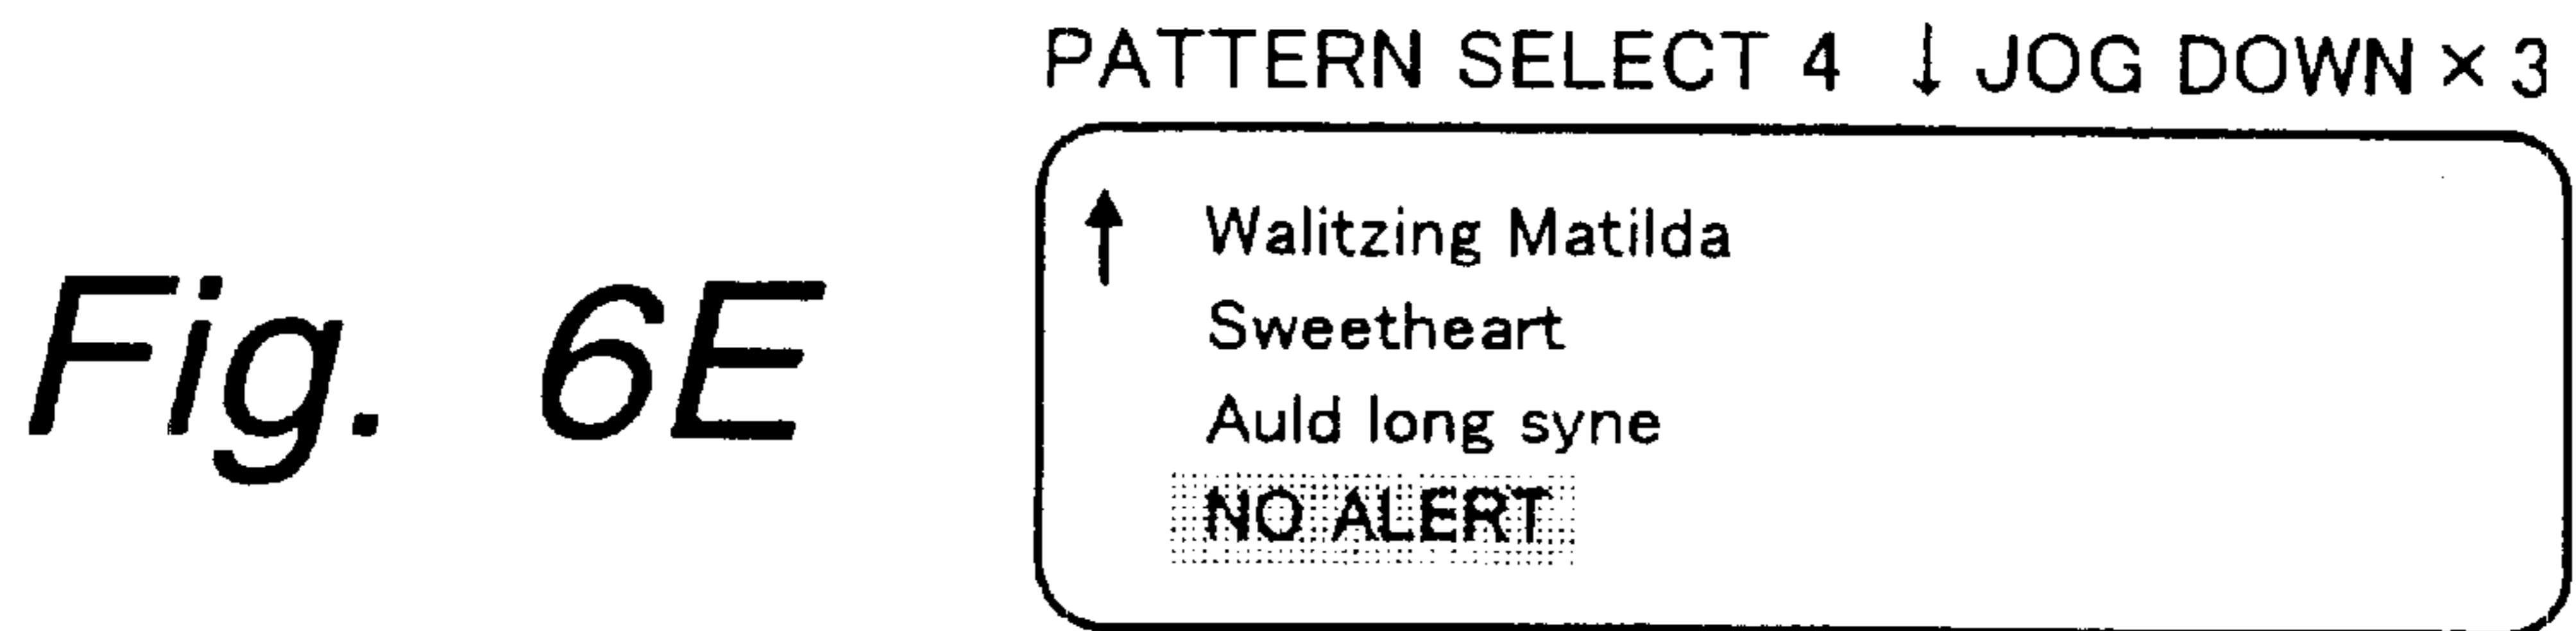 PATTERN SELECT 4 ↓ JOG DOWN × 3
↑ Walitzing Matilda
Sweetheart
Auld long syne
NO ALERT
Fig. 6E